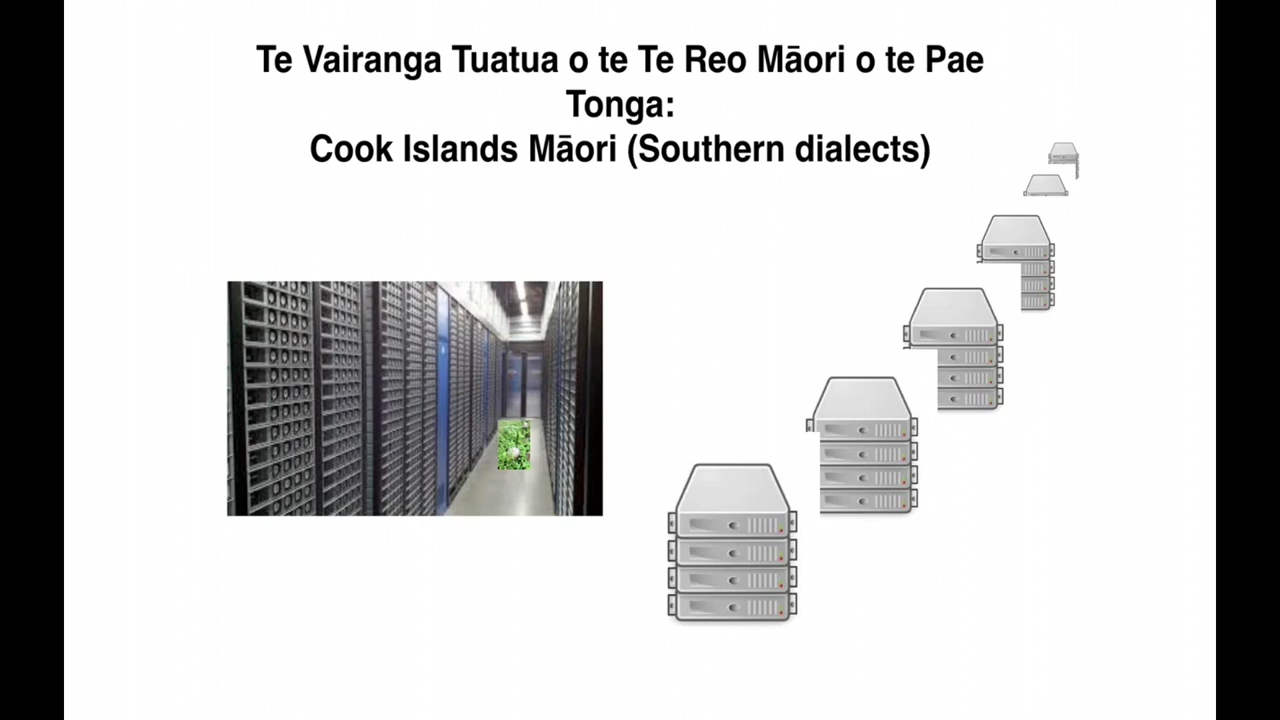 Te Vairanga Tuatua o te Te Reo Māori o te Pae
Tonga:
Cook Islands Māori (Southern dialects)